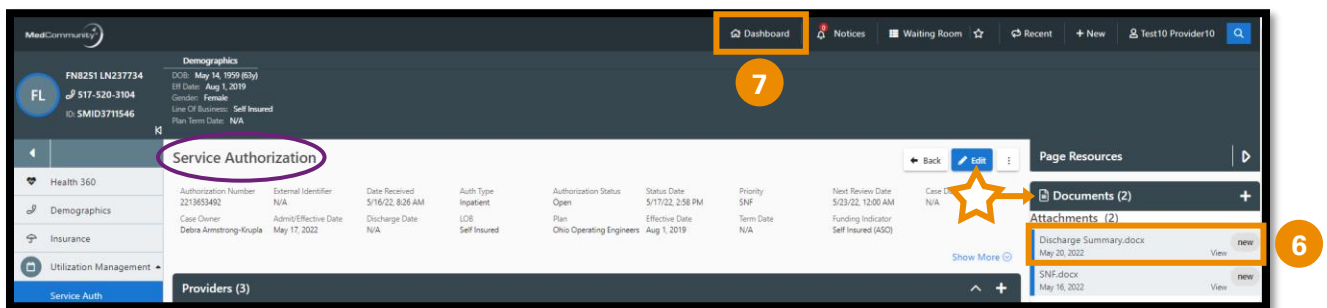 MedCommunity
Dashboard
0
Notices
Waiting Room
Recent
+ New
Test10 Provider10
7
FL
FN8251 LN237734
517-520-3104
ID: SMID3711546
Demographics
DOB: May 14, 1959 (63y)
Eff Date: Aug 1, 2019
Gender: Female
Line Of Business: Self Insured
Plan Term Date: N/A
Health 360
Demographics
Insurance
Utilization Management
Service Auth
Service Authorization
Back
Edit
Authorization Number External Identifier Date Received Auth Type Authorization Status Status Date Priority Next Review Date Case
2213653492 N/A 5/16/22, 8:26 AM Inpatient Open 5/17/22, 2:58 PM SNF 5/23/22, 12:00 AM N/A
Case Owner Admit/Effective Date Discharge Date LOB Plan Effective Date Term Date Funding Indicator
Debra Armstrong-Krupla May 17, 2022 N/A Self Insured Ohio Operating Engineers Aug 1, 2019 N/A Self Insured (ASO)
Show More
Providers (3)
+
Page Resources
Documents (2)
+
Attachments (2)
Discharge Summary.docx new
May 20, 2022 View
6
SNF.docx new
May 16, 2022 View